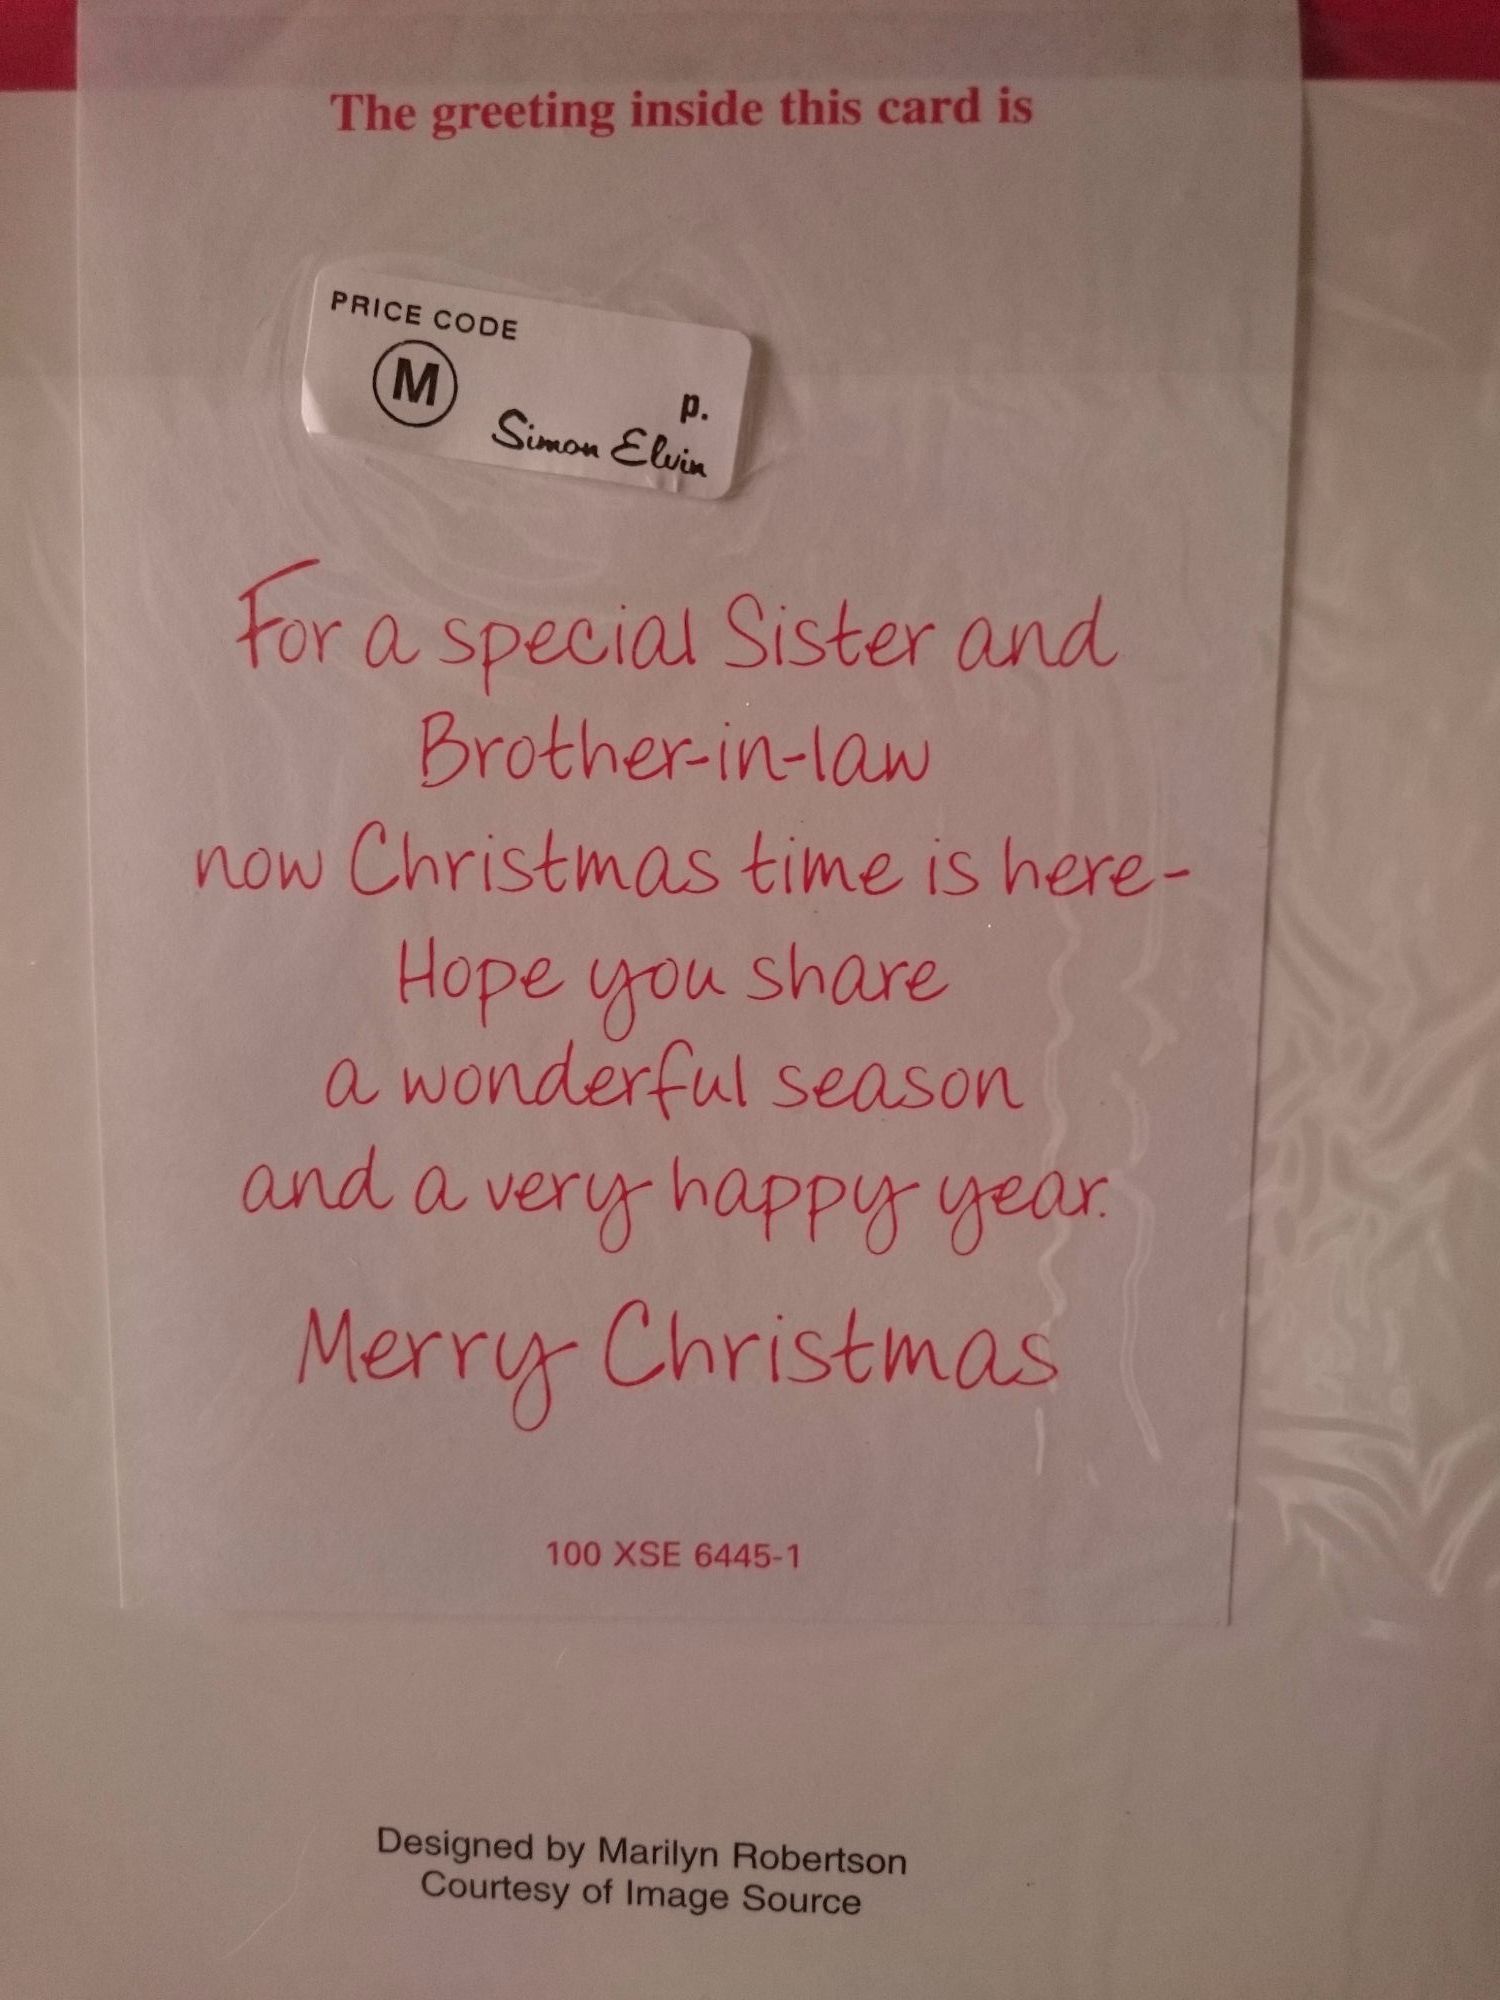 The greeting inside this card is
PRICE CODE
M
p.
Simon Elvin
For a special Sister and
Brother-in-law
now Christmas time is here-
Hope you share
a wonderful season
and a very happy year.
Merry Christmas
100 XSE 6445-1
Designed by Marilyn Robertson
Courtesy of Image Source